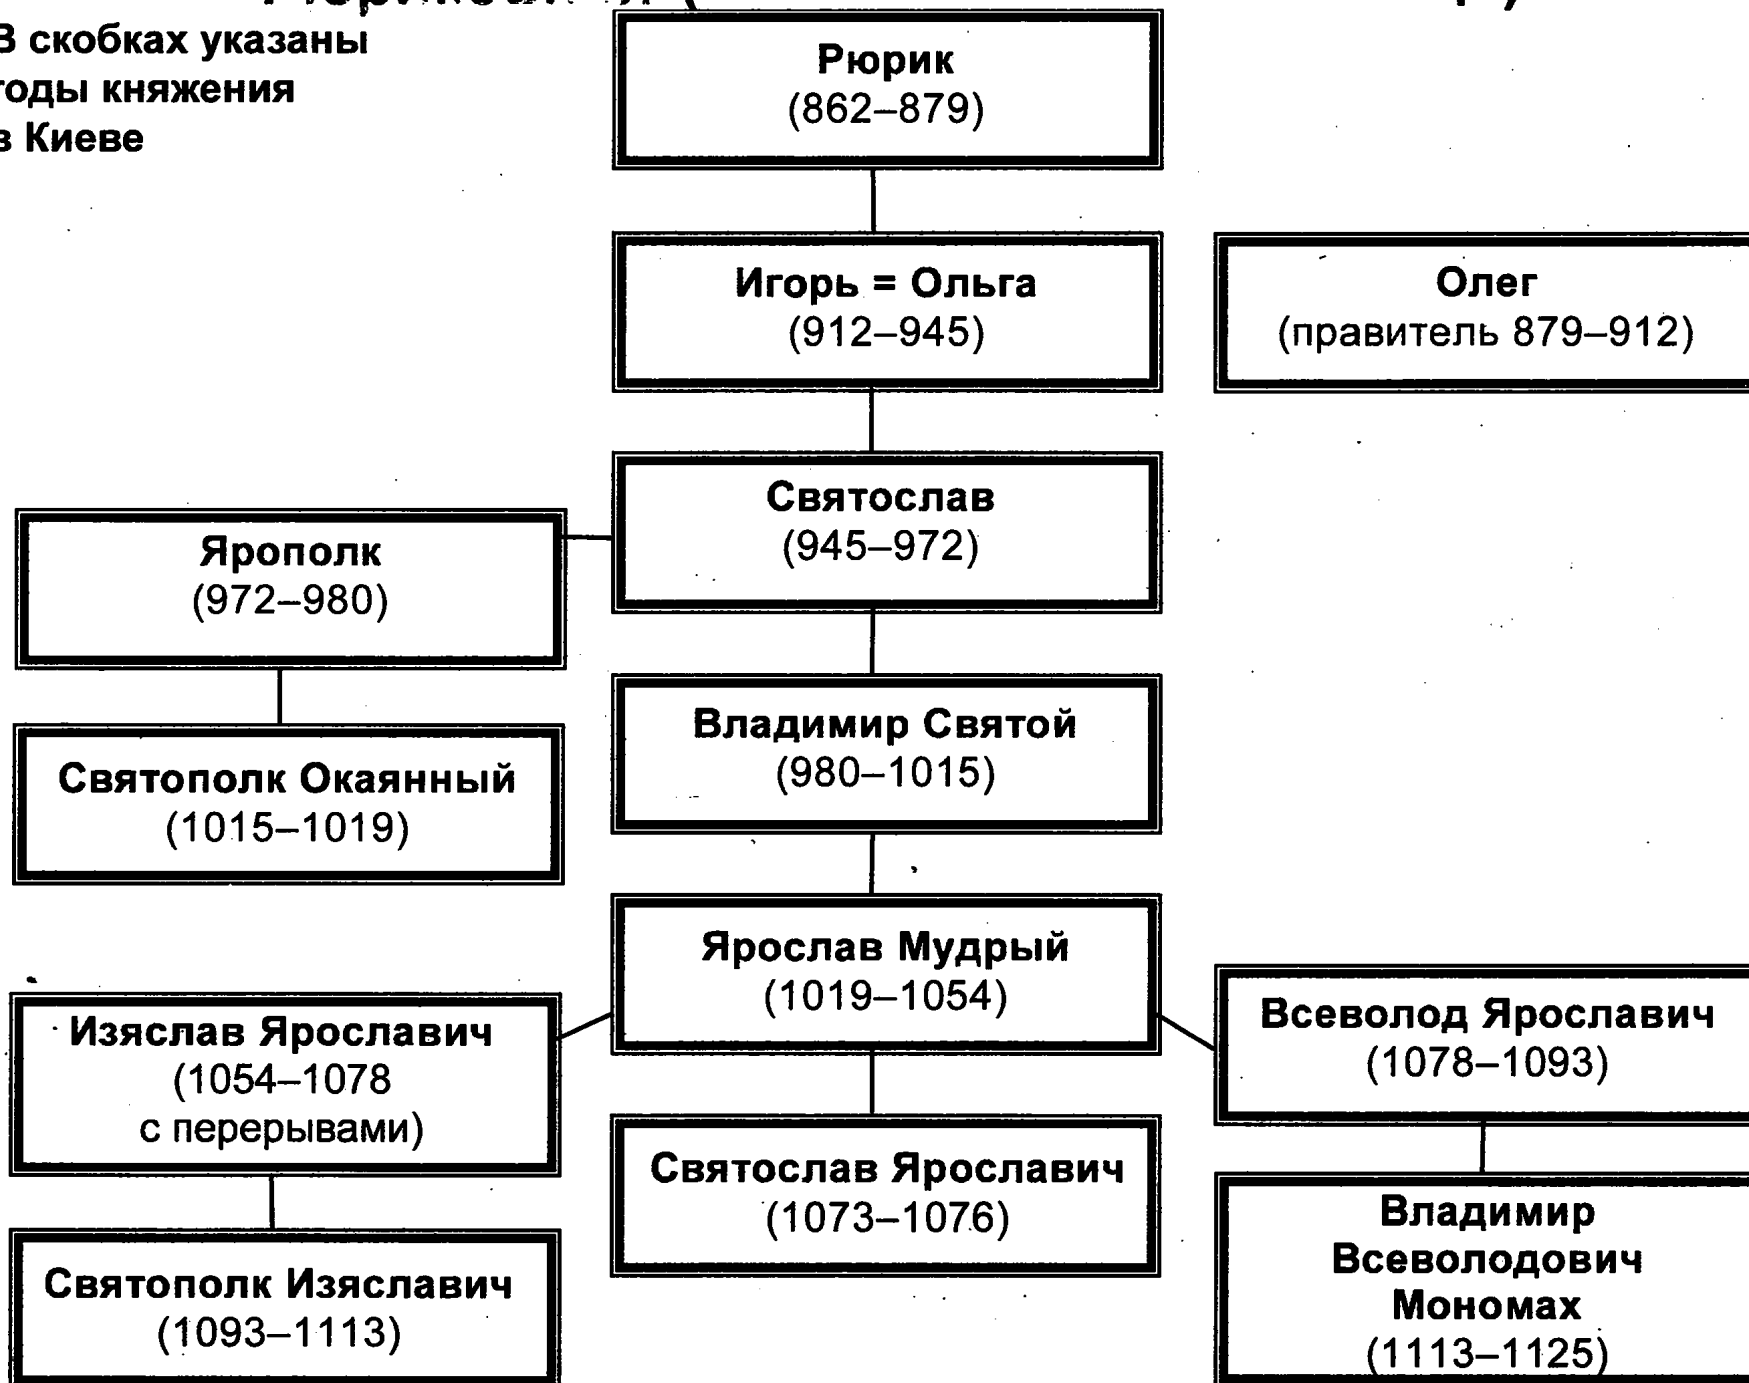 В скобках указаны
годы княжения
в Киеве
Рюрик
(862–879)
Игорь = Ольга
(912–945)
Олег
(правитель 879–912)
Святослав
(945–972)
Ярополк
(972–980)
Владимир Святой
(980–1015)
Святополк Окаянный
(1015–1019)
Ярослав Мудрый
(1019–1054)
Изяслав Ярославич
(1054–1078
с перерывами)
Всеволод Ярославич
(1078–1093)
Святослав Ярославич
(1073–1076)
Святополк Изяславич
(1093–1113)
Владимир
Всеволодович
Мономах
(1113–1125)